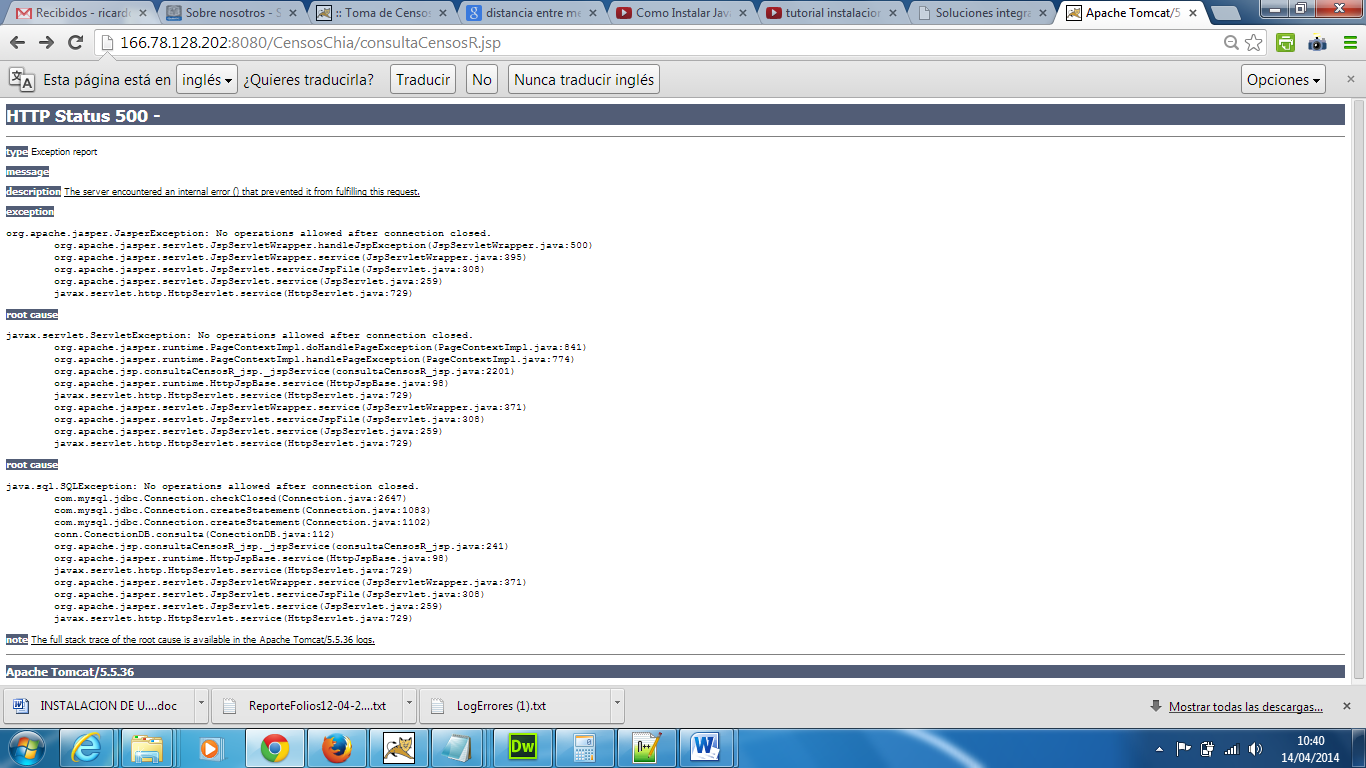 Recibidos - ricard
Sobre nosotros - S
:: Toma de Censos
distancia entre me
Como Instalar Java
tutorial instalacion
Soluciones integra
Apache Tomcat/5
166.78.128.202:8080/CensosChia/consultaCensosR.jsp
Esta página está en inglés ¿Quieres traducirla? Traducir No Nunca traducir inglés Opciones
HTTP Status 500 -
type Exception report
message
description The server encountered an internal error () that prevented it from fulfilling this request.
exception
org.apache.jasper.JasperException: No operations allowed after connection closed.
org.apache.jasper.servlet.JspServletWrapper.handleJspException(JspServletWrapper.java:500)
org.apache.jasper.servlet.JspServletWrapper.service(JspServletWrapper.java:395)
org.apache.jasper.servlet.JspServlet.serviceJspFile(JspServlet.java:308)
org.apache.jasper.servlet.JspServlet.service(JspServlet.java:259)
javax.servlet.http.HttpServlet.service(HttpServlet.java:729)
root cause
javax.servlet.ServletException: No operations allowed after connection closed.
org.apache.jasper.runtime.PageContextImpl.doHandlePageException(PageContextImpl.java:841)
org.apache.jasper.runtime.PageContextImpl.handlePageException(PageContextImpl.java:774)
org.apache.jsp.consultaCensosR_jsp._jspService(consultaCensosR_jsp.java:2201)
org.apache.jasper.runtime.HttpJspBase.service(HttpJspBase.java:98)
javax.servlet.http.HttpServlet.service(HttpServlet.java:729)
org.apache.jasper.servlet.JspServletWrapper.service(JspServletWrapper.java:371)
org.apache.jasper.servlet.JspServlet.serviceJspFile(JspServlet.java:308)
org.apache.jasper.servlet.JspServlet.service(JspServlet.java:259)
javax.servlet.http.HttpServlet.service(HttpServlet.java:729)
root cause
java.sql.SQLException: No operations allowed after connection closed.
com.mysql.jdbc.Connection.checkClosed(Connection.java:2647)
com.mysql.jdbc.Connection.createStatement(Connection.java:1083)
com.mysql.jdbc.Connection.createStatement(Connection.java:1102)
conn.ConectionDB.consulta(ConectionDB.java:112)
org.apache.jsp.consultaCensosR_jsp._jspService(consultaCensosR_jsp.java:241)
org.apache.jasper.runtime.HttpJspBase.service(HttpJspBase.java:98)
javax.servlet.http.HttpServlet.service(HttpServlet.java:729)
org.apache.jasper.servlet.JspServletWrapper.service(JspServletWrapper.java:371)
org.apache.jasper.servlet.JspServlet.serviceJspFile(JspServlet.java:308)
org.apache.jasper.servlet.JspServlet.service(JspServlet.java:259)
javax.servlet.http.HttpServlet.service(HttpServlet.java:729)
note The full stack trace of the root cause is available in the Apache Tomcat/5.5.36 logs.
Apache Tomcat/5.5.36
INSTALACION DE U....doc
ReporteFolios12-04-2....txt
LogErrores (1).txt
Mostrar todas las descargas...
Dw
10:40
14/04/2014